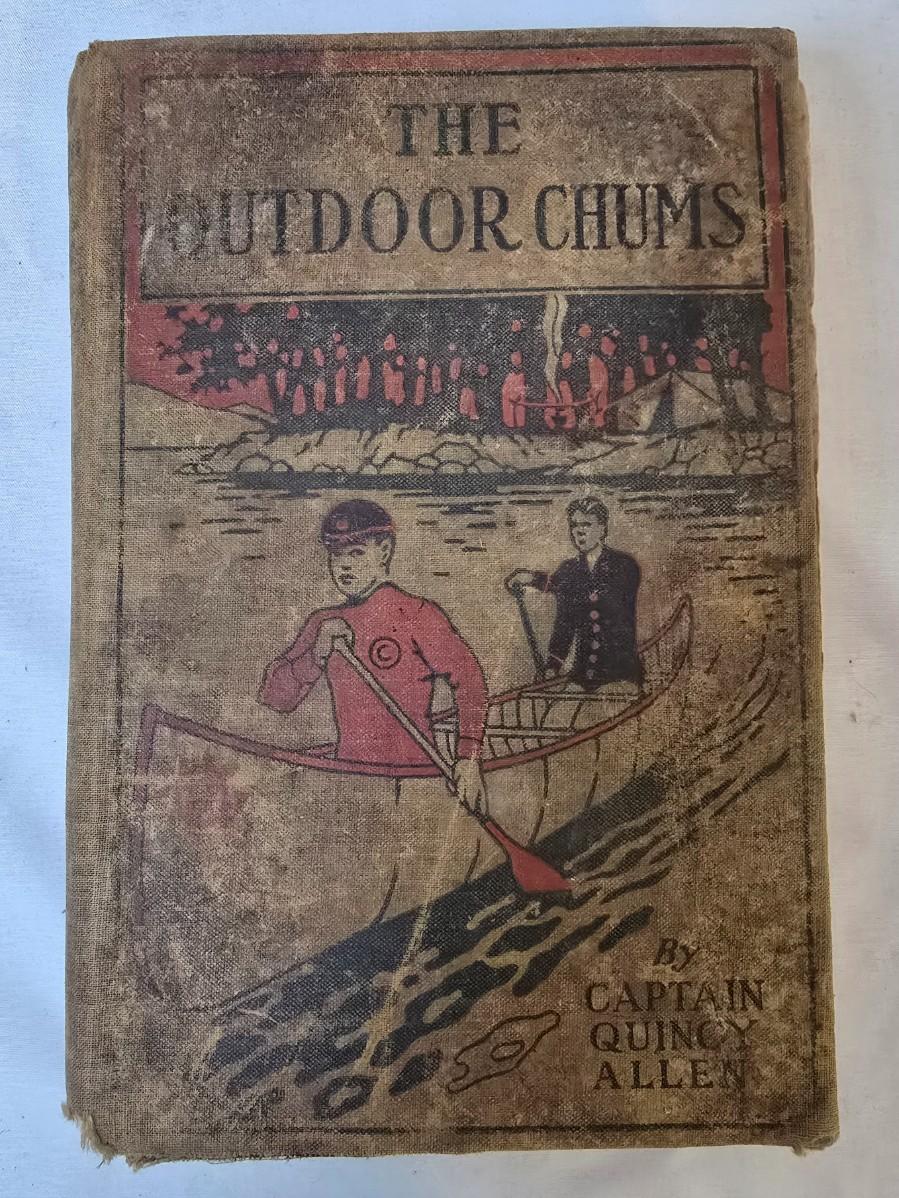 THE
OUTDOOR CHUMS
©
By
CAPTAIN
QUINCY
ALLEN